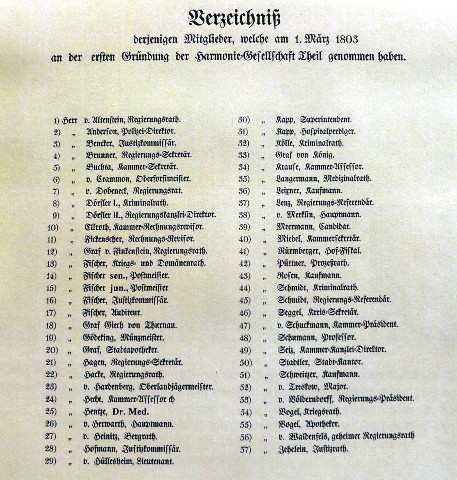 Verzeichniß
derjenigen Mitglieder, welche am 1. März 1803
an der ersten Gründung der Harmonie-Gesellschaft Theil genommen haben.
1) Herr v. Altenstein, Regierungsrath.
2) „ Anderson, Polizei-Direktor.
3) „ Bencker, Justizkommissär.
4) „ Brunner, Regierungs-Sekretär.
5) „ Buchta, Kammer-Sekretär.
6) „ v. Crammon, Oberforstmeister.
7) „ v. Dobeneck, Regierungsrat.
8) „ Dörfler I., Kriminalrath.
9) „ Dörfler II., Regierungskanzlei-Direktor.
10) „ Ellroth, Kammer-Rechnungsrevisor.
11) „ Fickenscher, Rechnungs-Revisor.
12) „ Graf v. Finkenstein, Regierungsrath.
13) „ Fischer, Kriegs- und Domänenrath.
14) „ Fischer sen., Postmeister.
15) „ Fischer jun., Postmeister
16) „ Fischer, Justizkommissär.
17) „ Fischer, Auditeur.
18) „ Graf Giech von Thurnau.
19) „ Gödeking, Münzmeister.
20) „ Graf, Stadtapotheker.
21) „ Hagen, Regierungs-Sekretär.
22) „ Hacke, Regierungsrath.
23) „ v. Hardenberg, Oberlandjägermeister.
24) „ Hacke, Kammer-Assessor
25) „ Hentze, Dr. Med.
26) „ v. Herwarth, Hauptmann.
27) „ v. Heinitz, Bergrath.
28) „ Hofmann, Justizkommissär.
29) „ v. Hüllesheim, Lieutenant.
30) „ Kapp, Superintendent.
31) „ Kapp, Hospitalprediger.
32) „ Kölle, Kriminalrath.
33) „ Graf von König.
34) „ Krause, Kammer-Assessor.
35) „ Langermann, Medizinalrath.
36) „ Leizner, Kaufmann.
37) „ Lenz, Regierungs-Referendär.
38) „ v. Merklin, Hauptmann.
39) „ Meermann, Candidat.
40) „ Miedel, Kammersekretär.
41) „ Nürmberger, Hof-Fiskal.
42) „ Püttner, Prozeßrath.
43) „ Rosen, Kaufmann.
44) „ Schmidt, Kriminalrath.
45) „ Schmidt, Regierungs-Referendär.
46) „ Seggel, Kreis-Sekretär.
47) „ v. Schuckmann, Kammer-Präsident.
48) „ Schumann, Professor.
49) „ Seiz, Kammer-Kanzlei-Direktor.
50) „ Stadtler, Stadt-Kantor.
51) „ Schweitzer, Kaufmann.
52) „ v. Treskow, Major.
53) „ v. Völderndorff, Regierungs-Präsident.
54) „ Vogel, Kriegsrath.
55) „ Vogel, Apotheker.
56) „ v. Waldenfels, geheimer Regierungsrath
57) „ Zehelein, Justizrath.